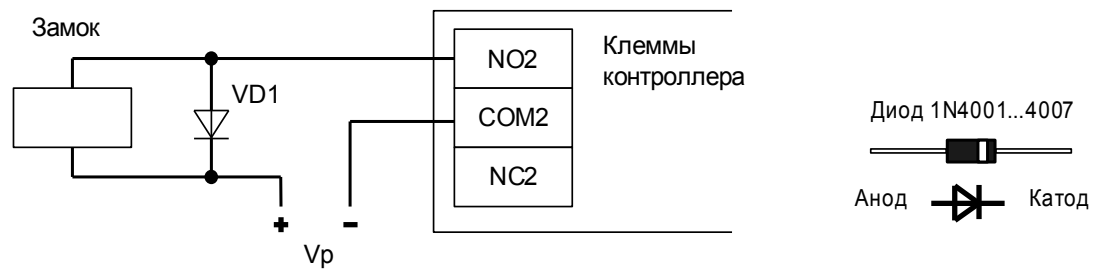 Замок
VD1
NO2
COM2
NC2
Клеммы
контроллера
+ -
Vp
Диод 1N4001...4007
Анод
Катод